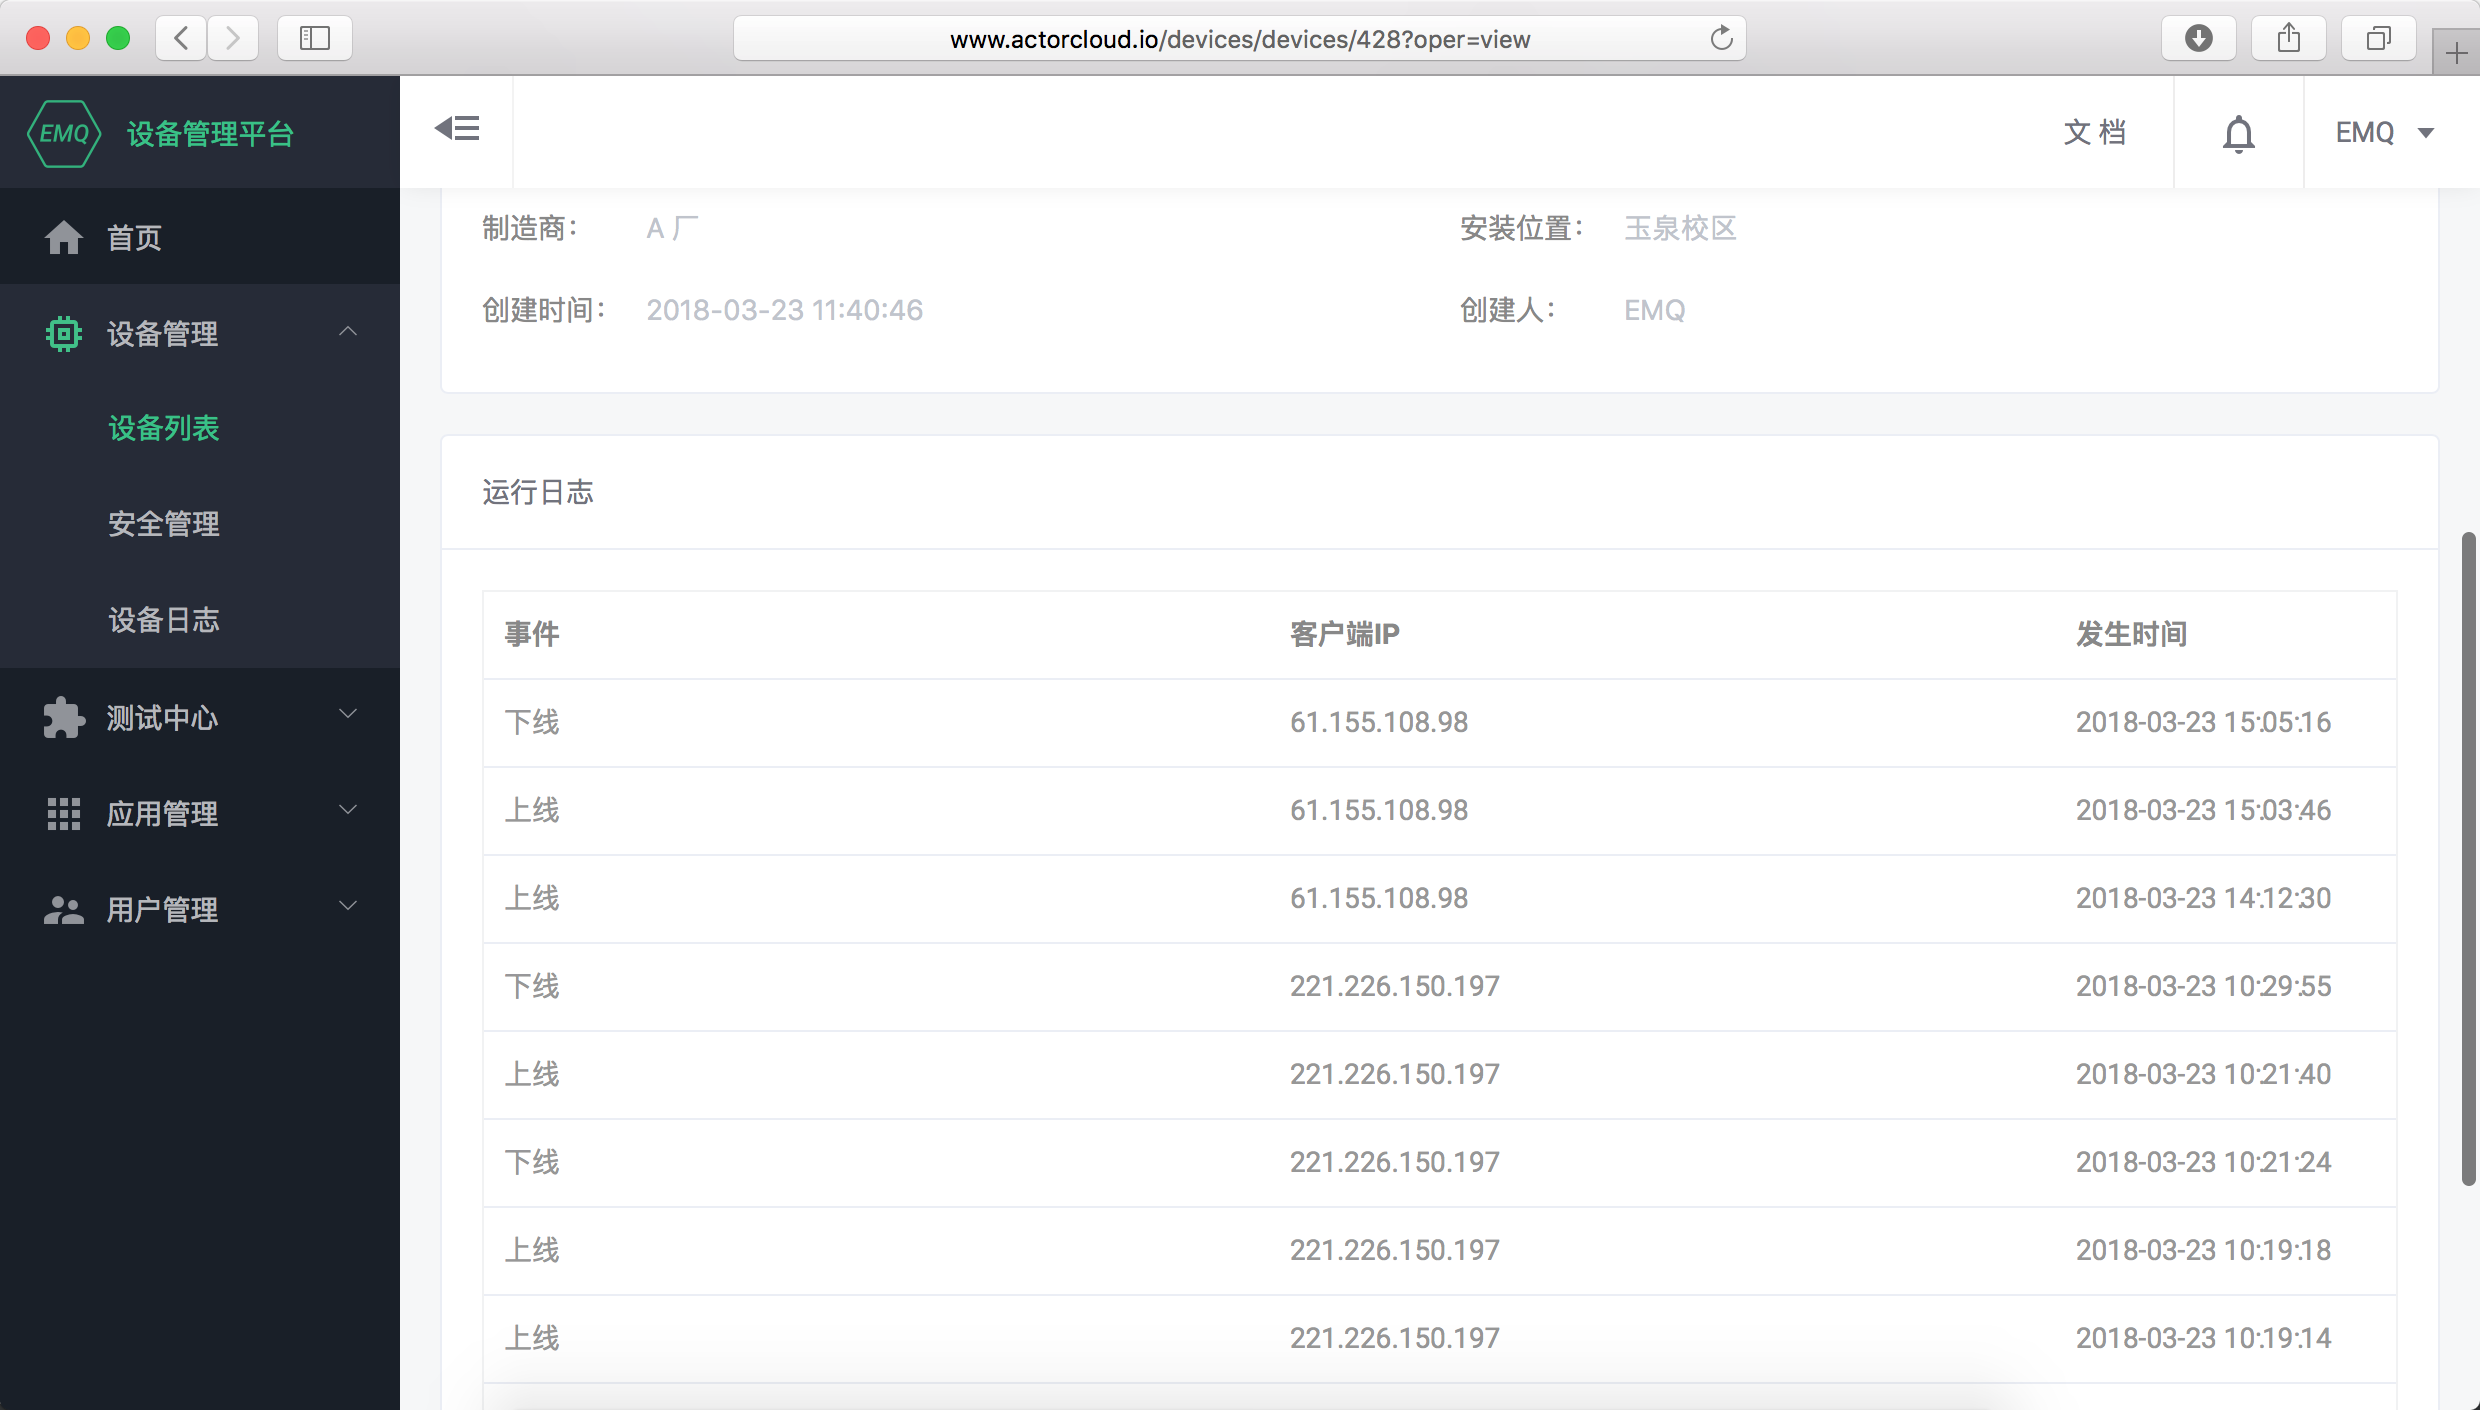 www.actorcloud.io/devices/devices/428?oper=view
EMQ 设备管理平台
文 档
EMQ
首页
设备管理
设备列表
安全管理
设备日志
测试中心
应用管理
用户管理
制造商： A 厂 安装位置： 玉泉校区
创建时间： 2018-03-23 11:40:46 创建人： EMQ
运行日志
事件 客户端IP 发生时间
下线 61.155.108.98 2018-03-23 15:05:16
上线 61.155.108.98 2018-03-23 15:03:46
上线 61.155.108.98 2018-03-23 14:12:30
下线 221.226.150.197 2018-03-23 10:29:55
上线 221.226.150.197 2018-03-23 10:21:40
下线 221.226.150.197 2018-03-23 10:21:24
上线 221.226.150.197 2018-03-23 10:19:18
上线 221.226.150.197 2018-03-23 10:19:14